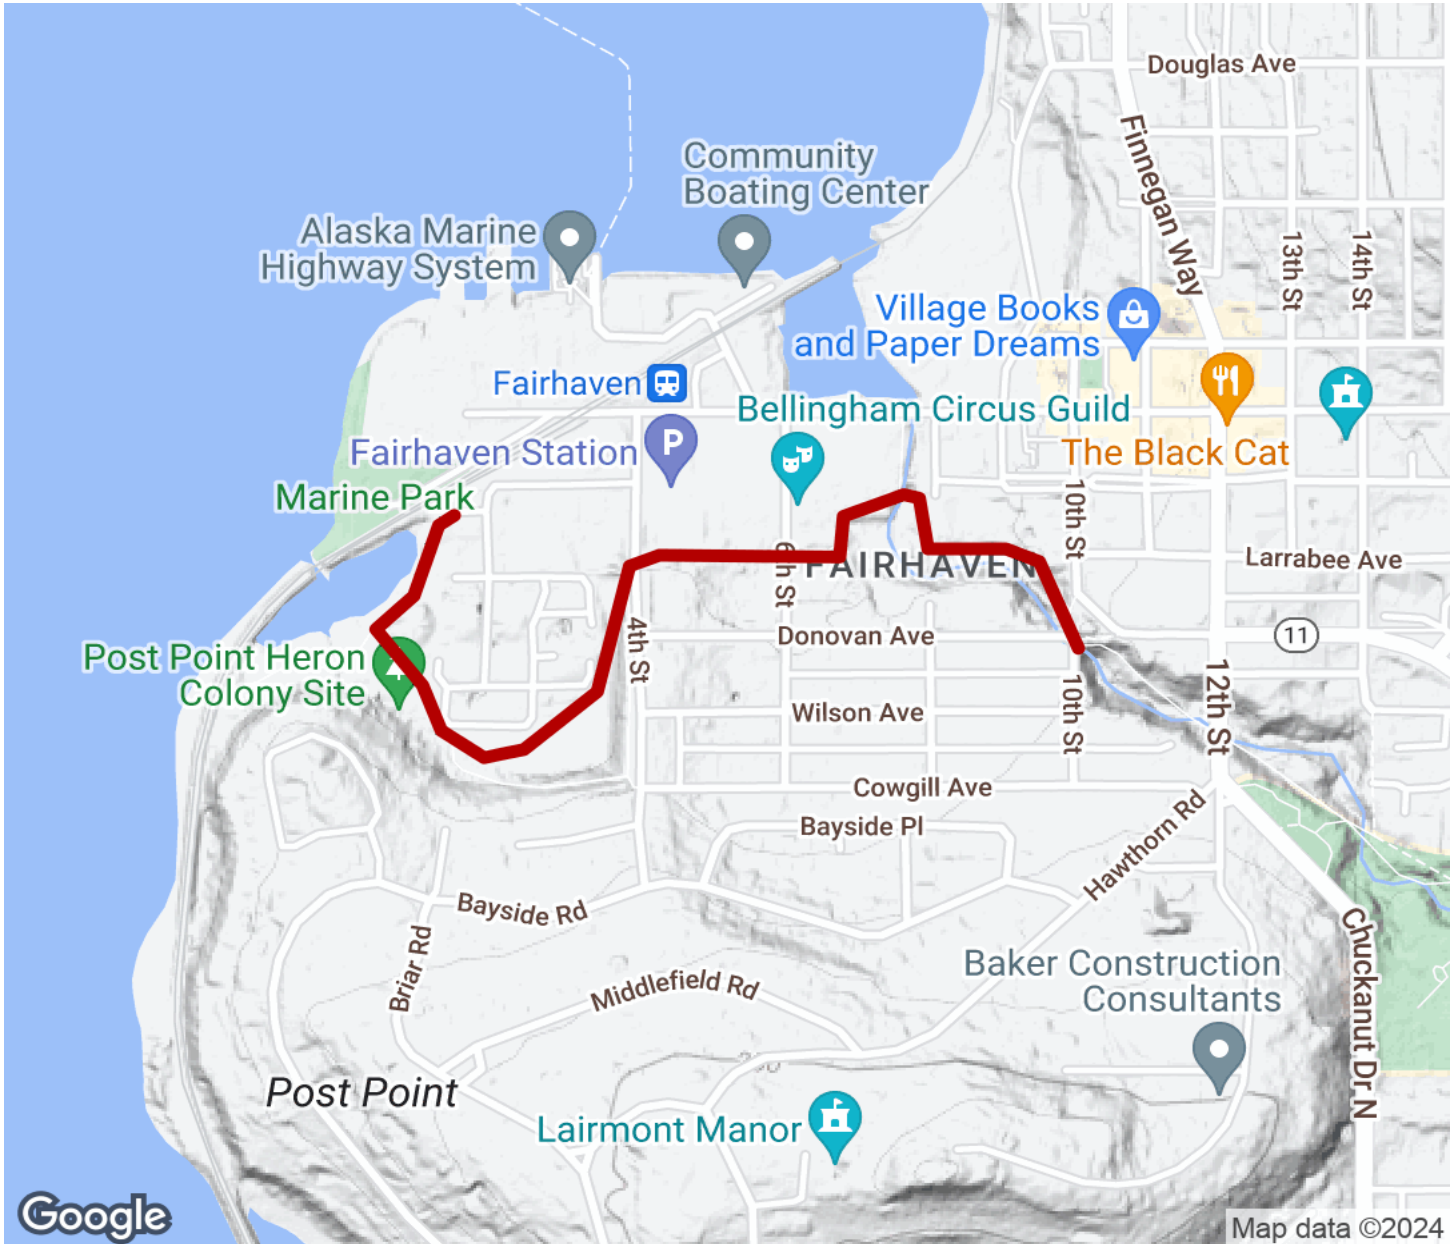 Douglas Ave
Finnegan Way
Community
Boating Center
Alaska Marine
Highway System
13th St
14th St
Village Books
and Paper Dreams
Fairhaven
Bellingham Circus Guild
Fairhaven Station
P
The Black Cat
Marine Park
10th St
6th St
FAIRHAVEN
Larrabee Ave
4th St
Donovan Ave
11
Post Point Heron
Colony Site
12th St
10th St
Wilson Ave
Cowgill Ave
Bayside Pl
Hawthorn Rd
Bayside Rd
Briar Rd
Chuckanut Dr N
Middlefield Rd
Baker Construction
Consultants
Post Point
Lairmont Manor
Google
Map data ©2024